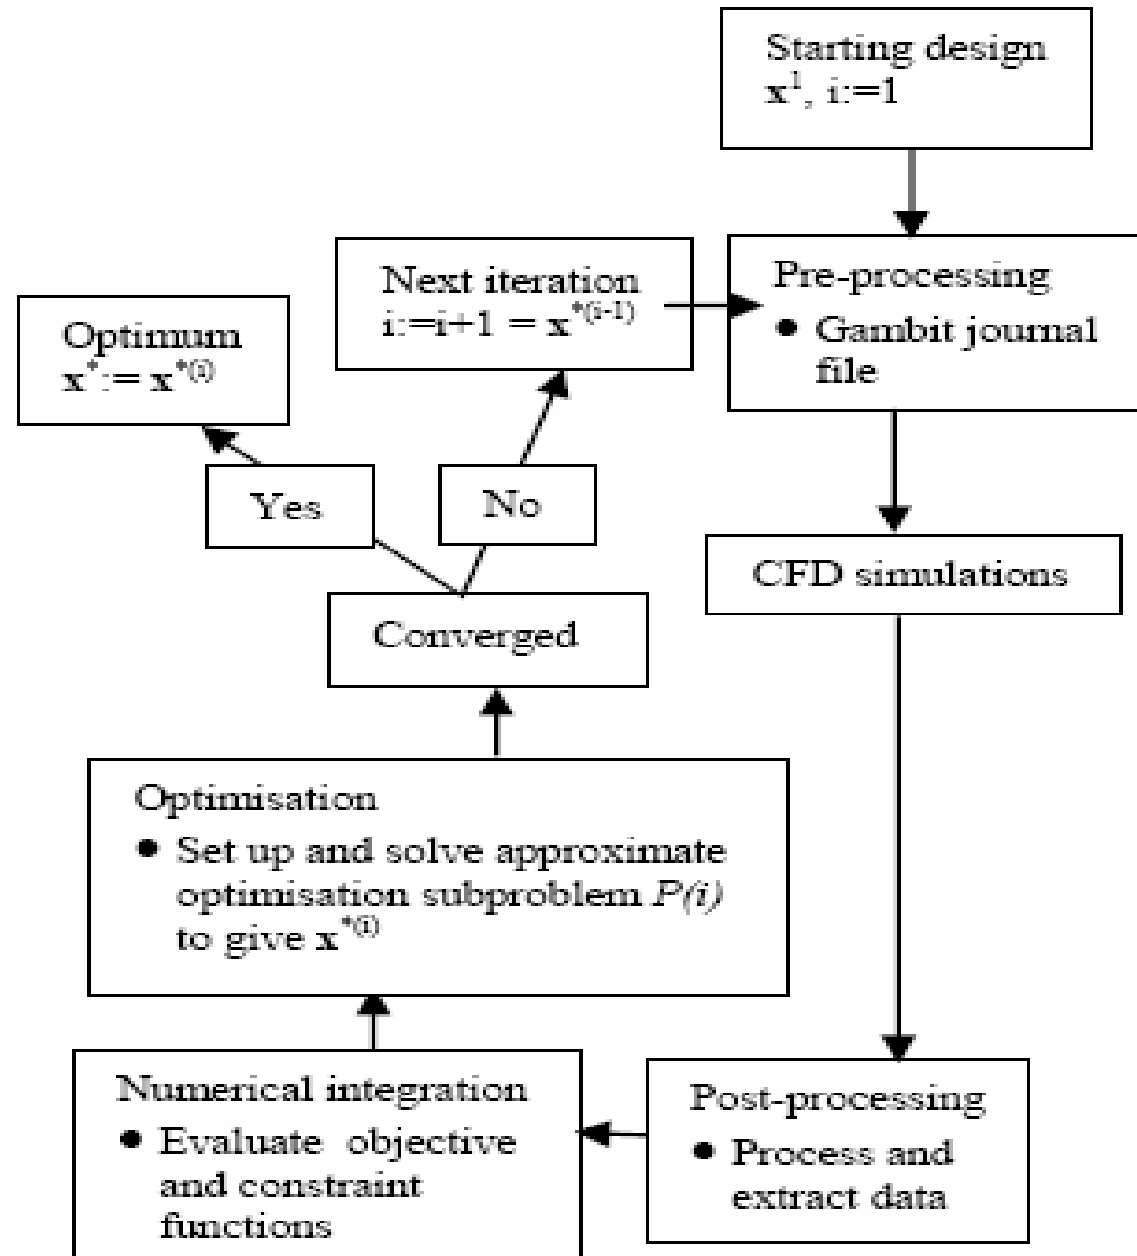 Starting design
x¹, i:=1
Next iteration
i:=i+1 = x*(i-1)
Pre-processing
● Gambit journal
file
Optimum
x*:= x*(i)
Yes
No
CFD simulations
Converged
Optimisation
● Set up and solve approximate
optimisation subproblem P(i)
to give x*(i)
Numerical integration
● Evaluate objective
and constraint
functions
Post-processing
● Process and
extract data